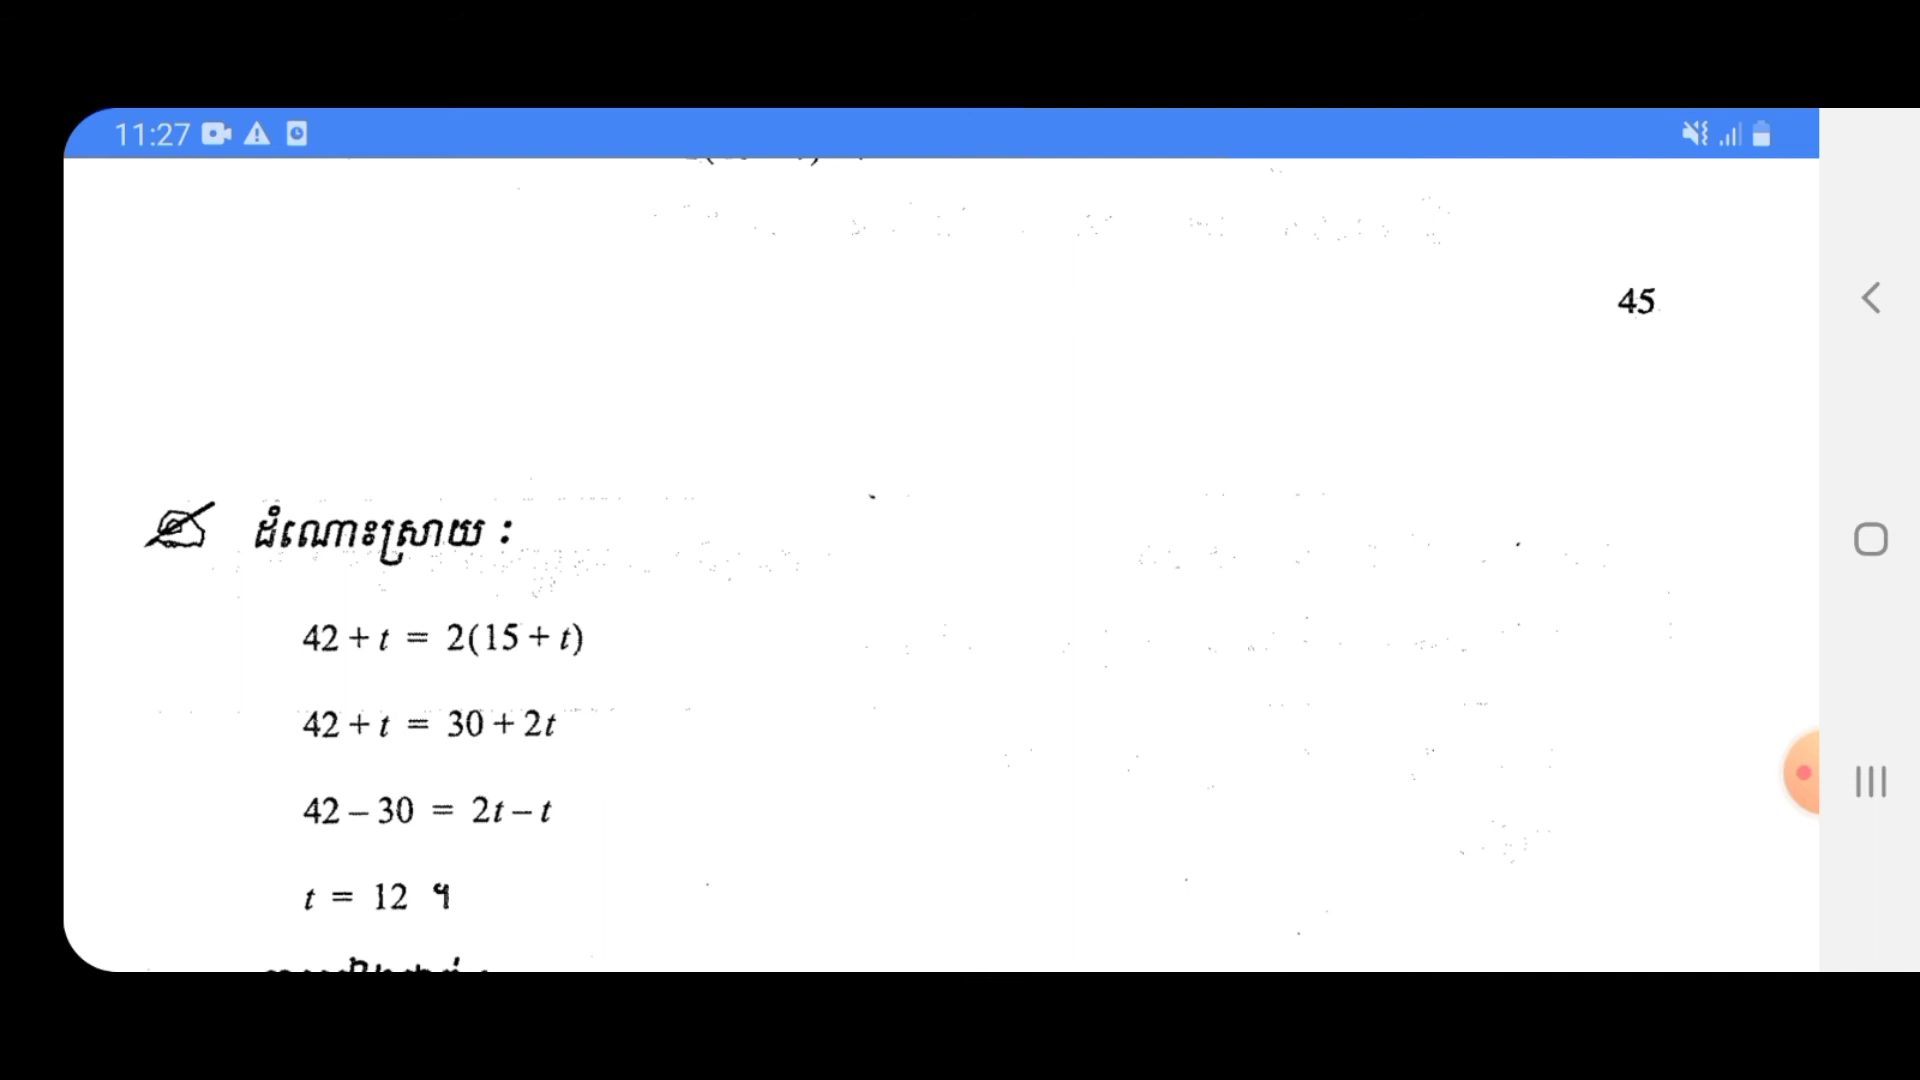 11:27
45
ដំណោះស្រាយ :
42 + t = 2(15 + t)
42 + t = 30 + 2t
42 – 30 = 2t – t
t = 12 ។